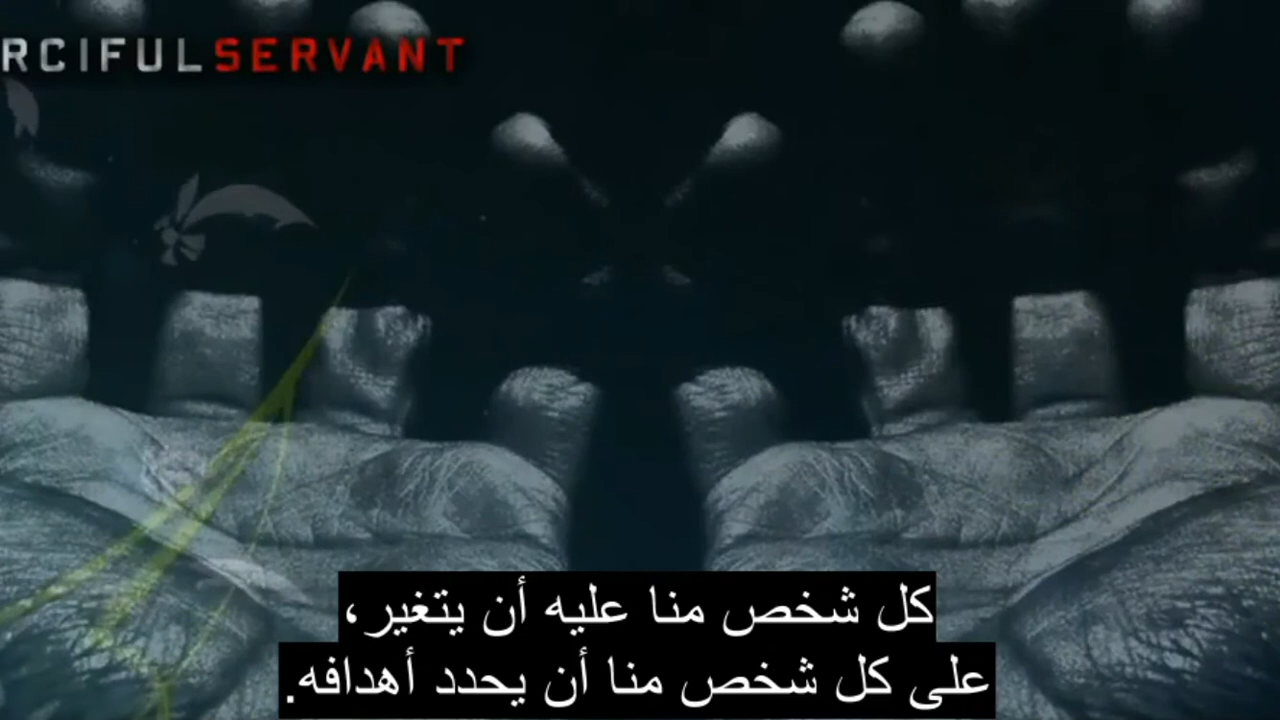 RCIFULSERVANT
كل شخص منا عليه أن يتغير،
على كل شخص منا أن يحدد أهدافه.